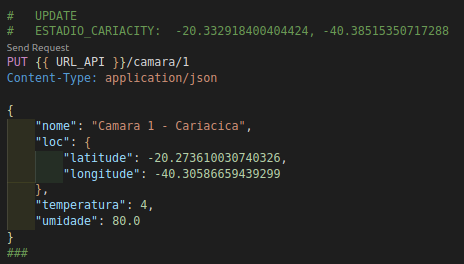 #   UPDATE
#   ESTADIO_CARIACITY:  -20.332918400404424, -40.38515350717288
Send Request
PUT {{ URL_API }}/camara/1
Content-Type: application/json
{
    "nome": "Camara 1 - Cariacica",
    "loc": {
        "latitude": -20.273610030740326,
        "longitude": -40.30586659439299
    },
    "temperatura": 4,
    "umidade": 80.0
}
###